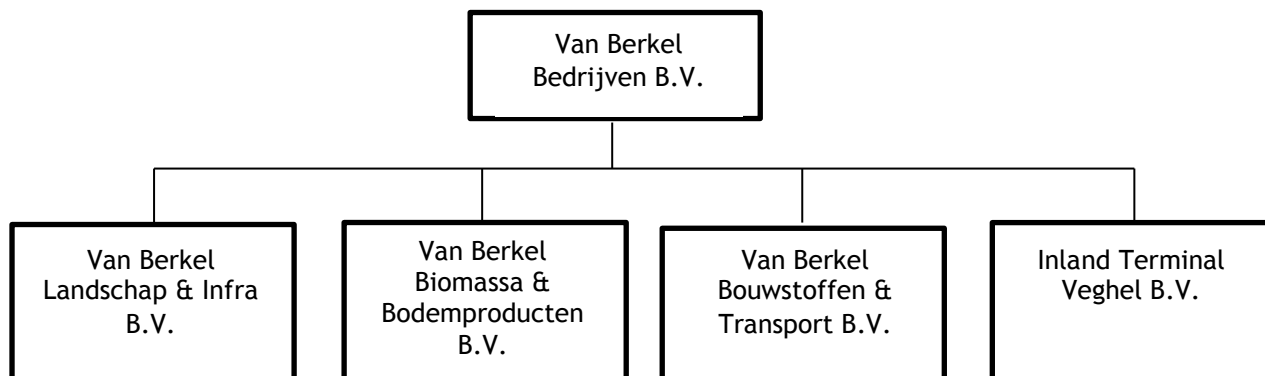 Van Berkel
Bedrijven B.V.
Van Berkel
Landschap & Infra
B.V.
Van Berkel
Biomassa &
Bodemproducten
B.V.
Van Berkel
Bouwstoffen &
Transport B.V.
Inland Terminal
Veghel B.V.